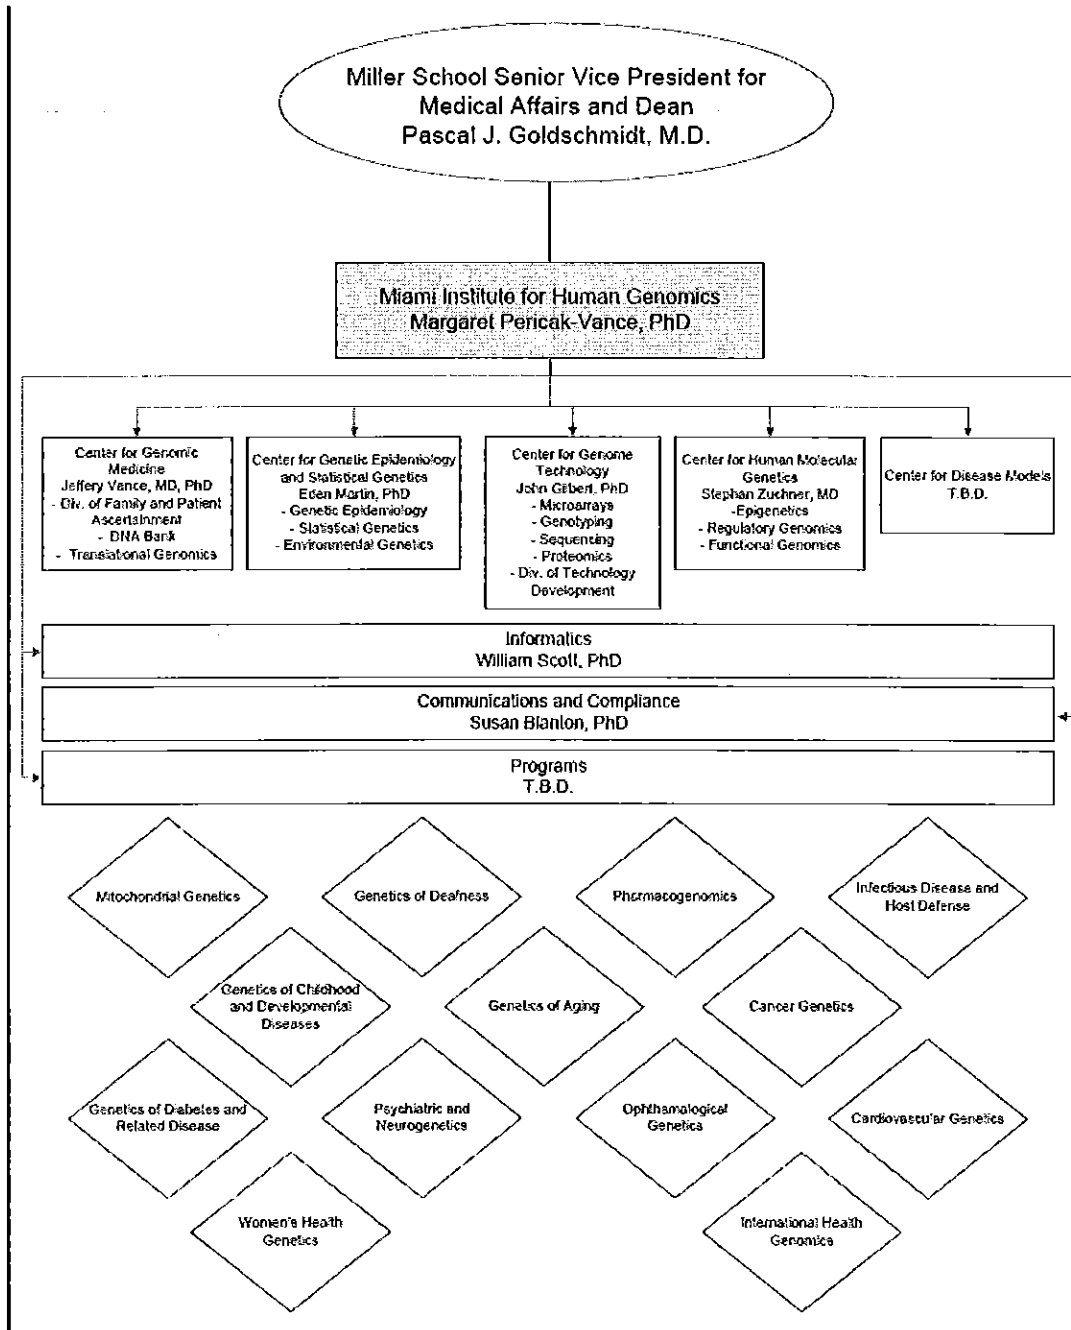 Miller School Senior Vice President for
Medical Affairs and Dean
Pascal J. Goldschmidt, M.D.
Miami Institute for Human Genomics
Margaret Pericak-Vance, PhD
Center for Genomic
Medicine
Jeffery Vance, MD, PhD
- Div. of Family and Patient
Ascertainment
- DNA Bank
- Translational Genomics
Center for Genetic Epidemiology
and Statistical Genetics
Eden Martin, PhD
- Genetic Epidemiology
- Statistical Genetics
- Environmental Genetics
Center for Genome
Technology
John Gilbert, PhD
- Microarrays
- Genotyping
- Sequencing
- Proteomics
- Div. of Technology
Development
Center for Human Molecular
Genetics
Stephan Zuchner, MD
-Epigenetics
- Regulatory Genomics
- Functional Genomics
Center for Disease Models
T.B.D.
Informatics
William Scott, PhD
Communications and Compliance
Susan Blanton, PhD
Programs
T.B.D.
Mitochondrial Genetics
Genetics of Deafness
Pharmacogenomics
Infectious Disease and
Host Defense
Genetics of Childhood
and Developmental
Diseases
Genetics of Aging
Cancer Genetics
Genetics of Diabetes and
Related Disease
Psychiatric and
Neurogenetics
Ophthamalogical
Genetics
Cardiovascular Genetics
Women's Health
Genetics
International Health
Genomics